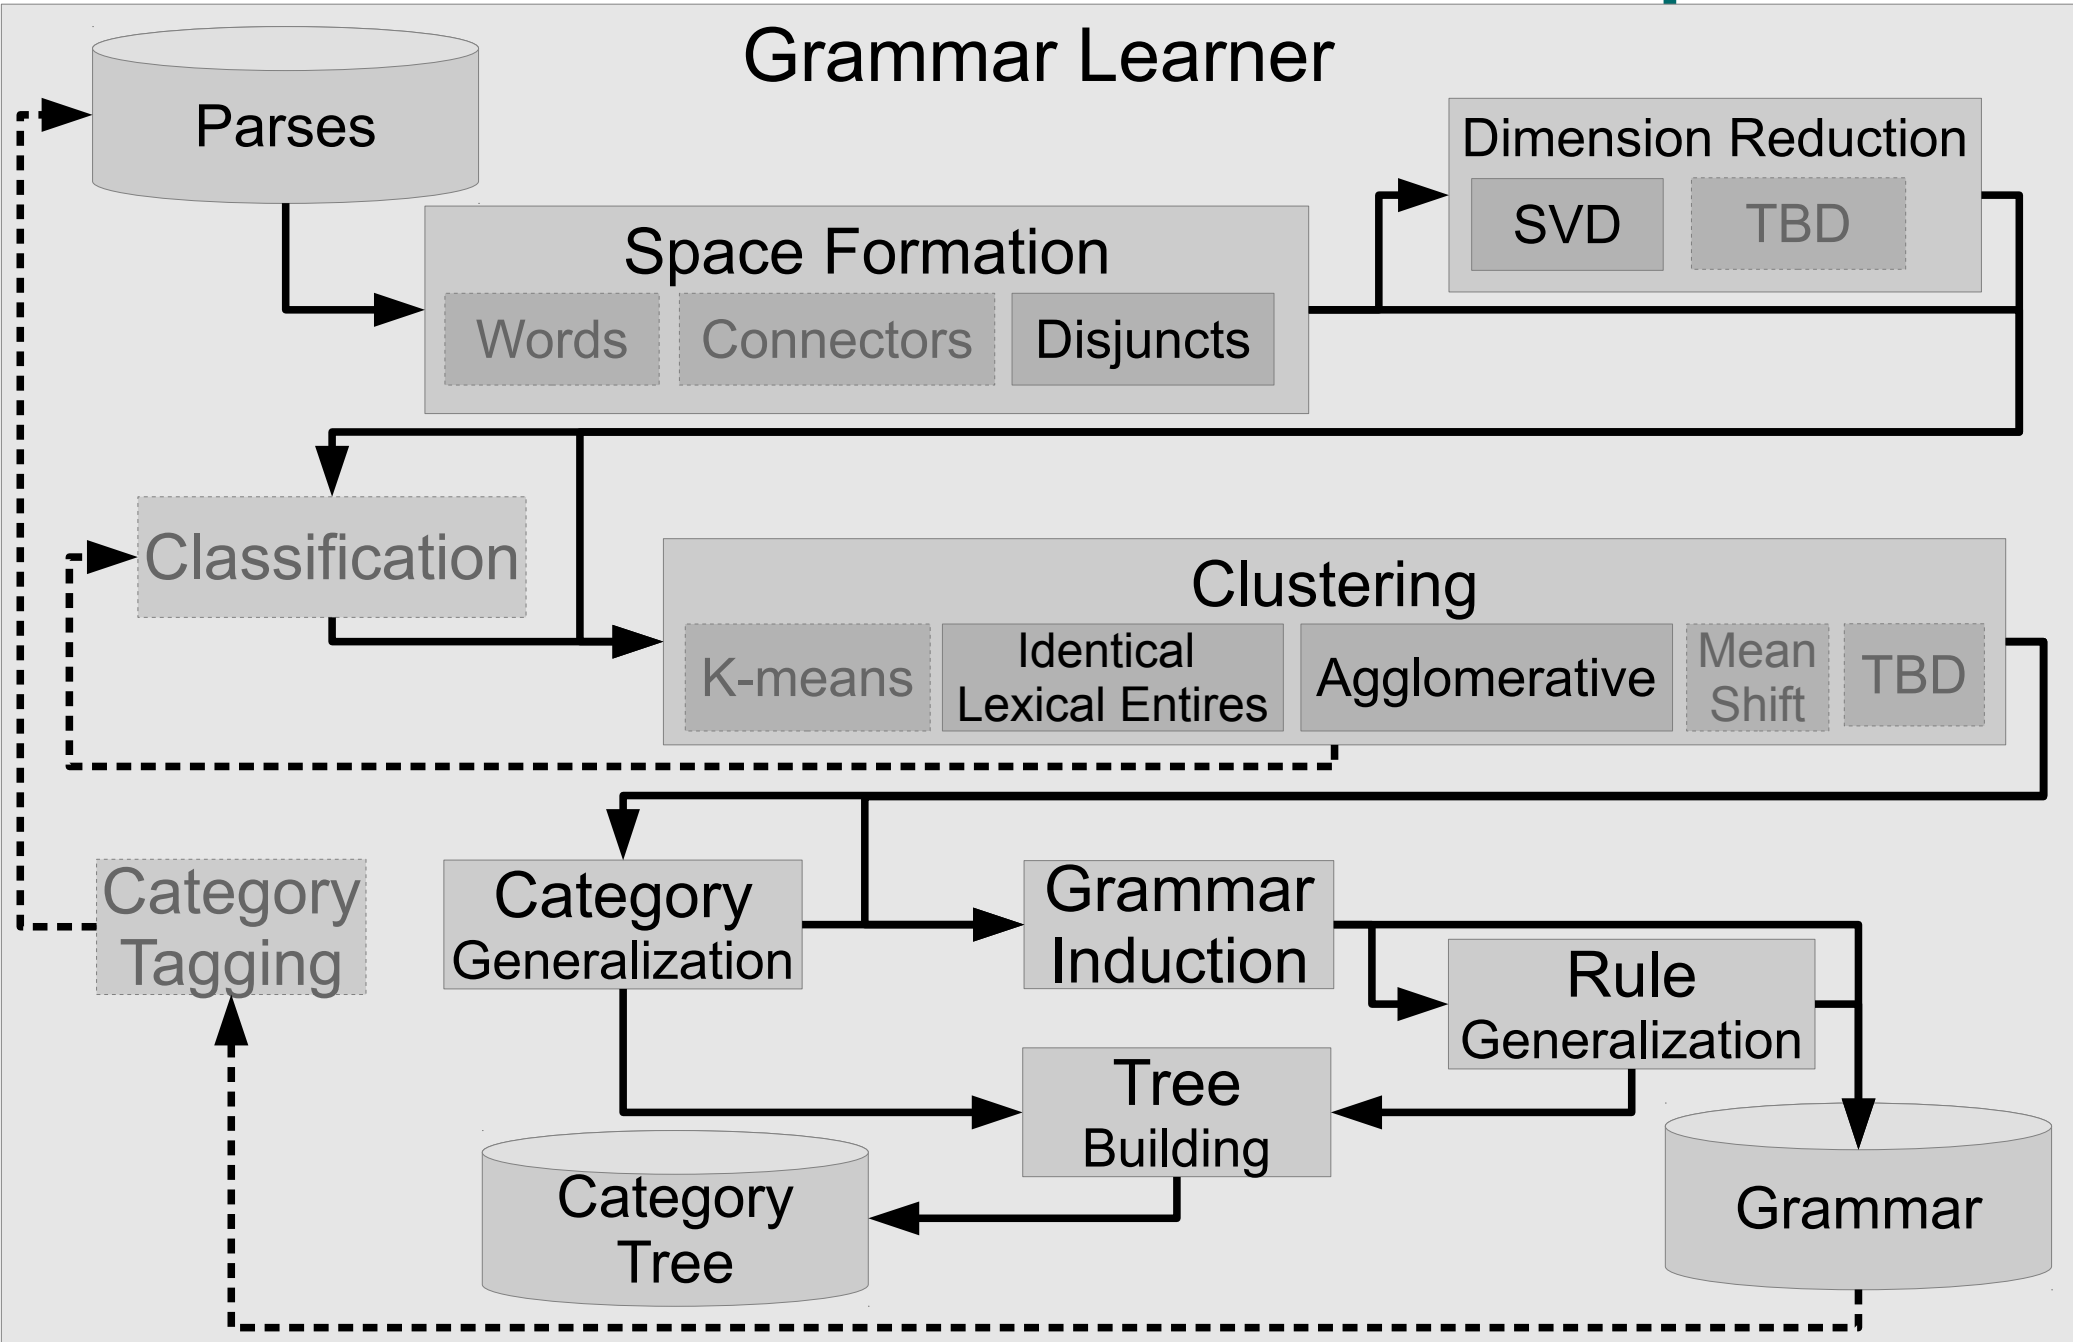 Grammar Learner
Parses
Dimension Reduction
SVD
TBD
Space Formation
Words
Connectors
Disjuncts
Classification
Clustering
K-means
Identical
Lexical Entires
Agglomerative
Mean
Shift
TBD
Category
Tagging
Category
Generalization
Grammar
Induction
Rule
Generalization
Tree
Building
Category
Tree
Grammar